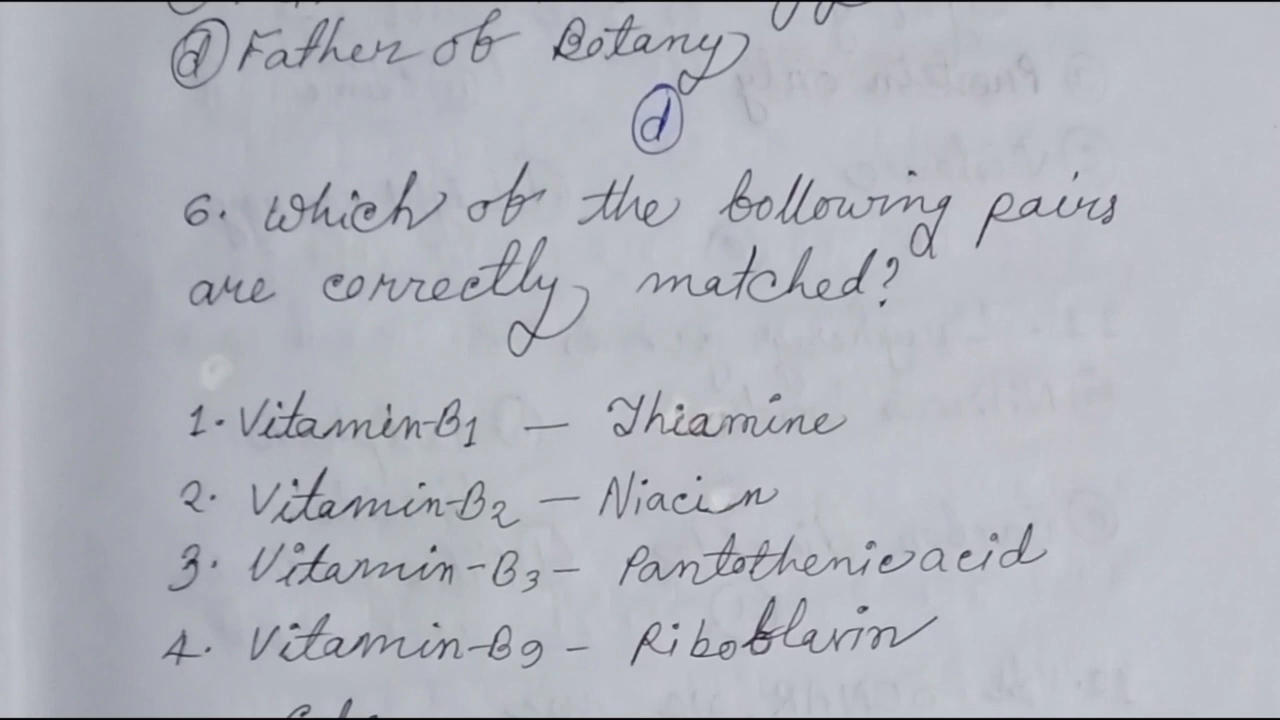 ⓓ Father of Botany
ⓓ
6. Which of the following pairs
are correctly matched?
1. Vitamin-B1 — Thiamine
2. Vitamin-B2 — Niacin
3. Vitamin-B3 - Pantothenic acid
4. Vitamin-B9 - Riboflavin